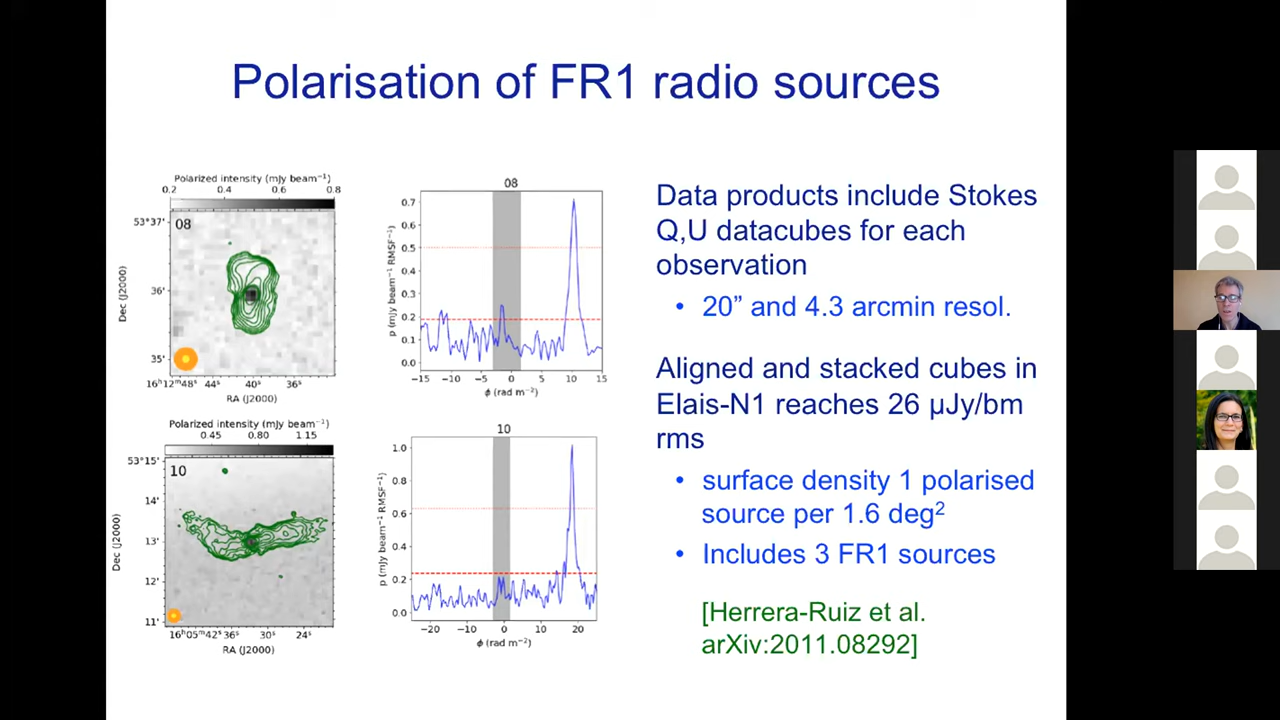 Polarisation of FR1 radio sources
Polarized intensity (mJy beam⁻¹)
0.2 0.4 0.6 0.8
08
53°37'
36'
35'
Dec (J2000)
16ʰ12ᵐ48ˢ 44ˢ 40ˢ 36ˢ
RA (J2000)
08
0.7
0.6
0.5
0.4
0.3
0.2
0.1
0.0
p (mJy beam⁻¹ RMSF⁻¹)
−15 −10 −5 0 5 10 15
ϕ (rad m⁻²)
Polarized intensity (mJy beam⁻¹)
0.45 0.80 1.15
10
53°15'
14'
13'
12'
11'
Dec (J2000)
16ʰ05ᵐ42ˢ 36ˢ 30ˢ 24ˢ
RA (J2000)
10
1.0
0.8
0.6
0.4
0.2
0.0
p (mJy beam⁻¹ RMSF⁻¹)
−20 −10 0 10 20
ϕ (rad m⁻²)
Data products include Stokes
Q,U datacubes for each
observation
• 20” and 4.3 arcmin resol.
Aligned and stacked cubes in
Elais-N1 reaches 26 µJy/bm
rms
• surface density 1 polarised
source per 1.6 deg²
• Includes 3 FR1 sources
[Herrera-Ruiz et al.
arXiv:2011.08292]